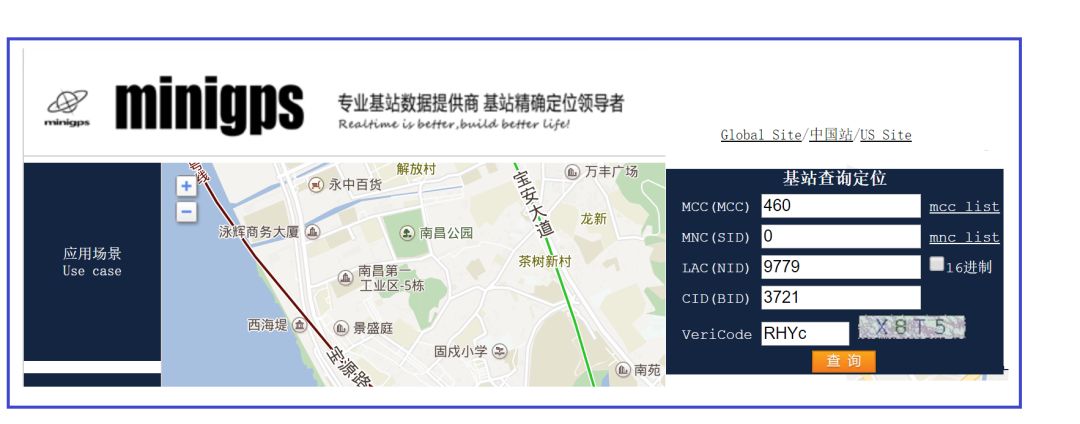 minigps
minigps
专业基站数据提供商 基站精确定位领导者
Realtime is better,build better life!
Global Site/中国站/US Site
应用场景
Use case
号线
解放村
永中百货
宝安大道
万丰广场
龙新
泳辉商务大厦
南昌公园
茶树新村
南昌第一
工业区-5栋
西海堤
景盛庭
固戍小学
宝源路
南苑
基站查询定位
MCC(MCC) 460 mcc list
MNC(SID) 0 mnc list
LAC(NID) 9779 16进制
CID(BID) 3721
VeriCode RHYc X8T5
查 询